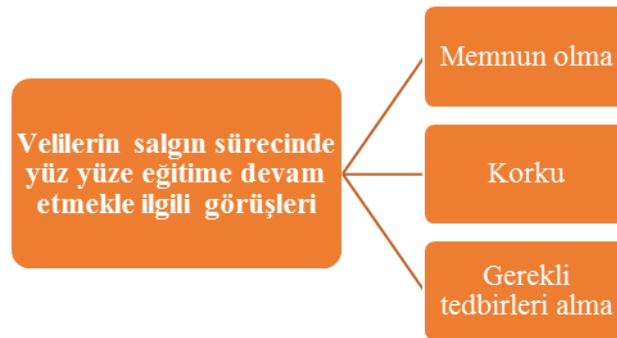 Velilerin salgın sürecinde
yüz yüze eğitime devam
etmekle ilgili görüşleri
Memnun olma
Korku
Gerekli
tedbirleri alma